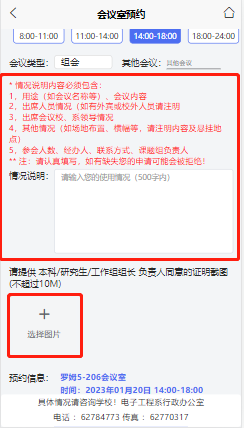 会议室预约
8:00-11:00 11:00-14:00 14:00-18:00 18:00-24:00
会议类型： 组会 其他会议： 其他会议
* 情况说明内容必须包含：
1，用途（如会议名称等）、会议内容
2，出席人员情况（如有外宾或校外人员请注明
3，出席会议校、系领导情况
4，其他情况（如场地布置、横幅等，请注明内容及悬挂地
点）
5，参会人数、经办人、联系方式、课题组负责人
** 注：请认真填写，如有缺失您的申请可能会被拒绝！
情况说明： 请输入您的使用情况（500字内）
请提供 本科/研究生/工作组组长 负责人同意的证明截图
(不超过10M)
+
选择图片
预约信息： 罗姆5-206会议室
时间：2023年01月20日 14:00-18:00
具体情况请咨询学校！电子工程系行政办公室
电话 ：62784773 传真 ：62770317